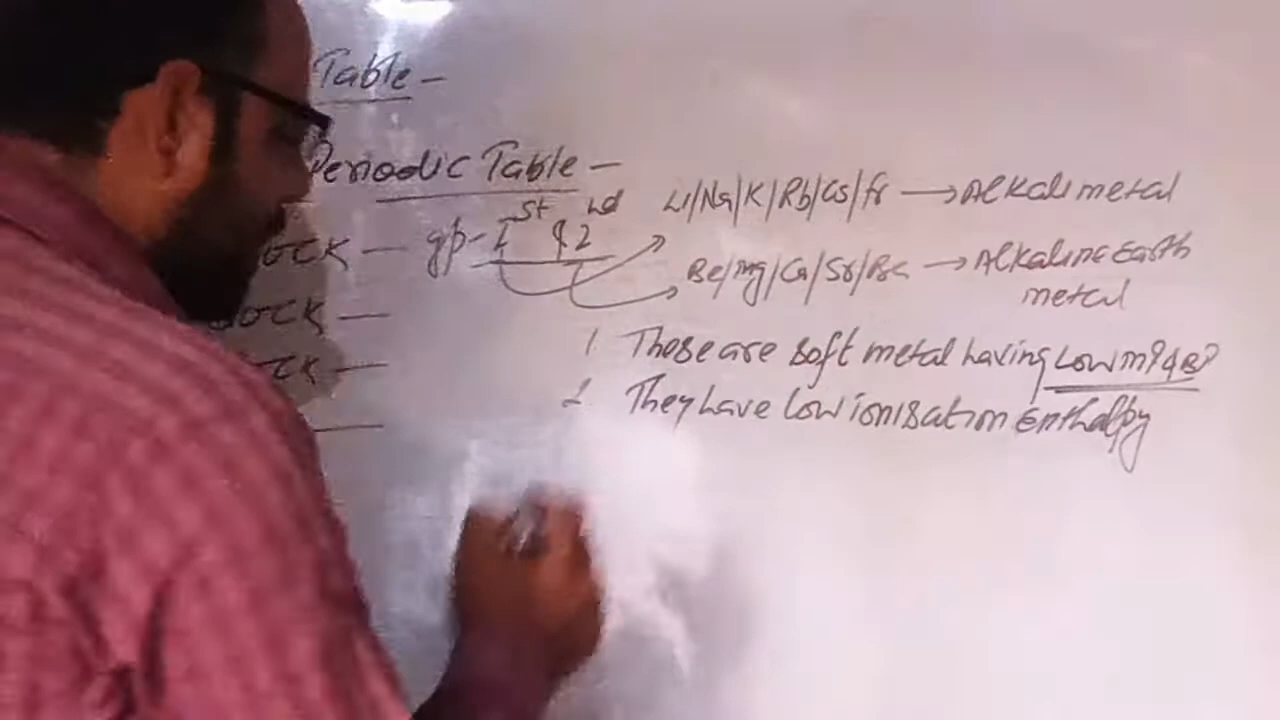 Table -
Periodic Table -
OCK - gp- I st & 2 nd
Li/Na/K/Rb/Cs/Fr → Alkali metal
Be/Mg/Ca/Sr/Ba → Alkaline Earth
metal
OCK -
CK -
1. These are soft metal having Low m? & B?
2 They have low ionisation Enthalpy